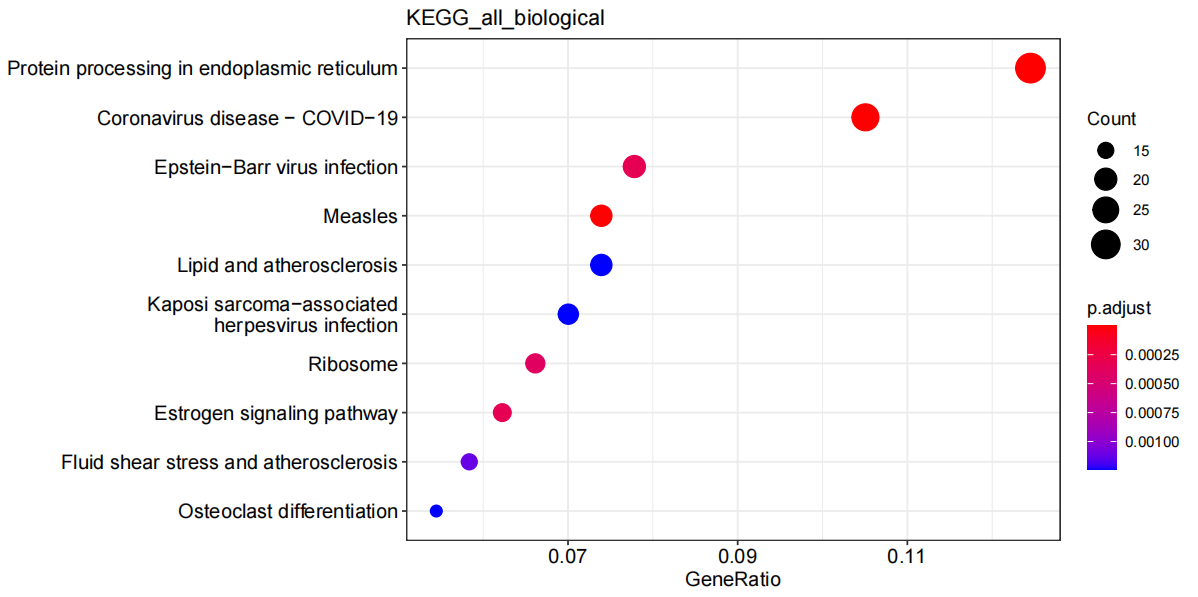 KEGG_all_biological
Protein processing in endoplasmic reticulum
Coronavirus disease − COVID−19
Epstein−Barr virus infection
Measles
Lipid and atherosclerosis
Kaposi sarcoma−associated
herpesvirus infection
Ribosome
Estrogen signaling pathway
Fluid shear stress and atherosclerosis
Osteoclast differentiation
0.07 0.09 0.11
GeneRatio
Count
15
20
25
30
p.adjust
0.00025
0.00050
0.00075
0.00100